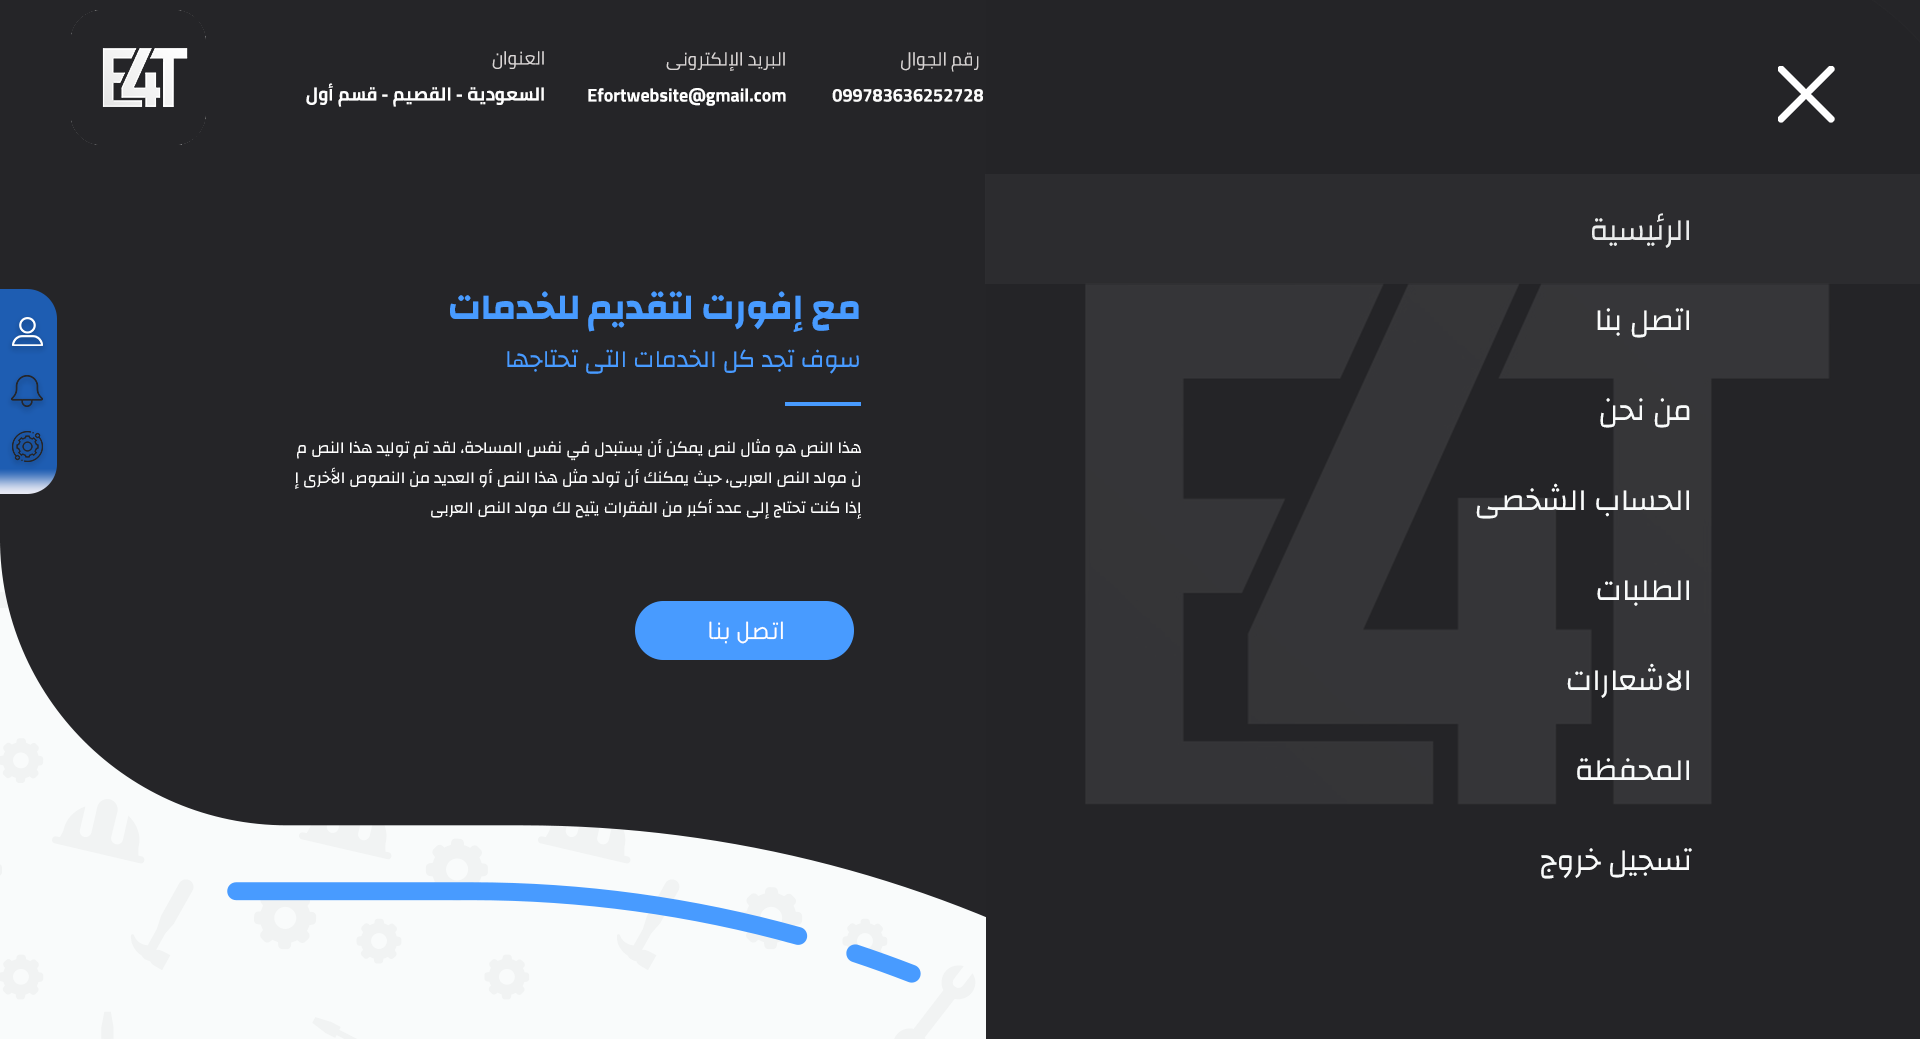 E4T
رقم الجوال
099783636252728
البريد الإلكترونى
Efortwebsite@gmail.com
العنوان
السعودية - القصيم - قسم أول
الرئيسية
اتصل بنا
من نحن
الحساب الشخصى
الطلبات
الاشعارات
المحفظة
تسجيل خروج
E4T
مع إفورت لتقديم للخدمات
سوف تجد كل الخدمات التى تحتاجها
هذا النص هو مثال لنص يمكن أن يستبدل في نفس المساحة، لقد تم توليد هذا النص م
ن مولد النص العربى، حيث يمكنك أن تولد مثل هذا النص أو العديد من النصوص الأخرى إ
إذا كنت تحتاج إلى عدد أكبر من الفقرات يتيح لك مولد النص العربى
اتصل بنا